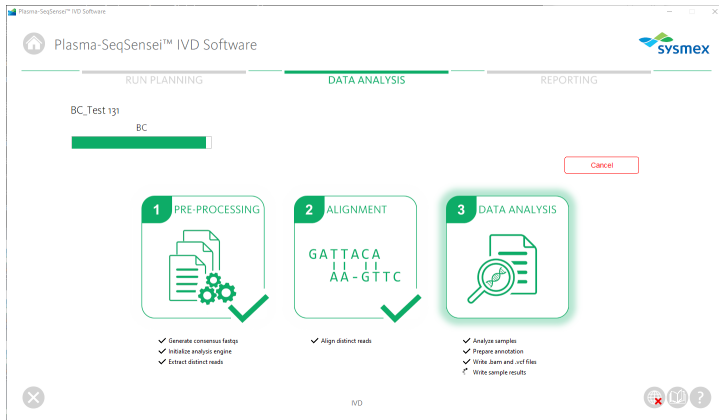 Plasma-SeqSensei™ IVD Software
Plasma-SeqSensei™ IVD Software
sysmex
RUN PLANNING
DATA ANALYSIS
REPORTING
BC_Test 131
BC
Cancel
1 PRE-PROCESSING
2 ALIGNMENT
3 DATA ANALYSIS
GATTACA
AA-GTTC
Generate consensus fastqs
Initialize analysis engine
Extract distinct reads
Align distinct reads
Analyze samples
Prepare annotation
Write .bam and .vcf files
Write sample results
IVD